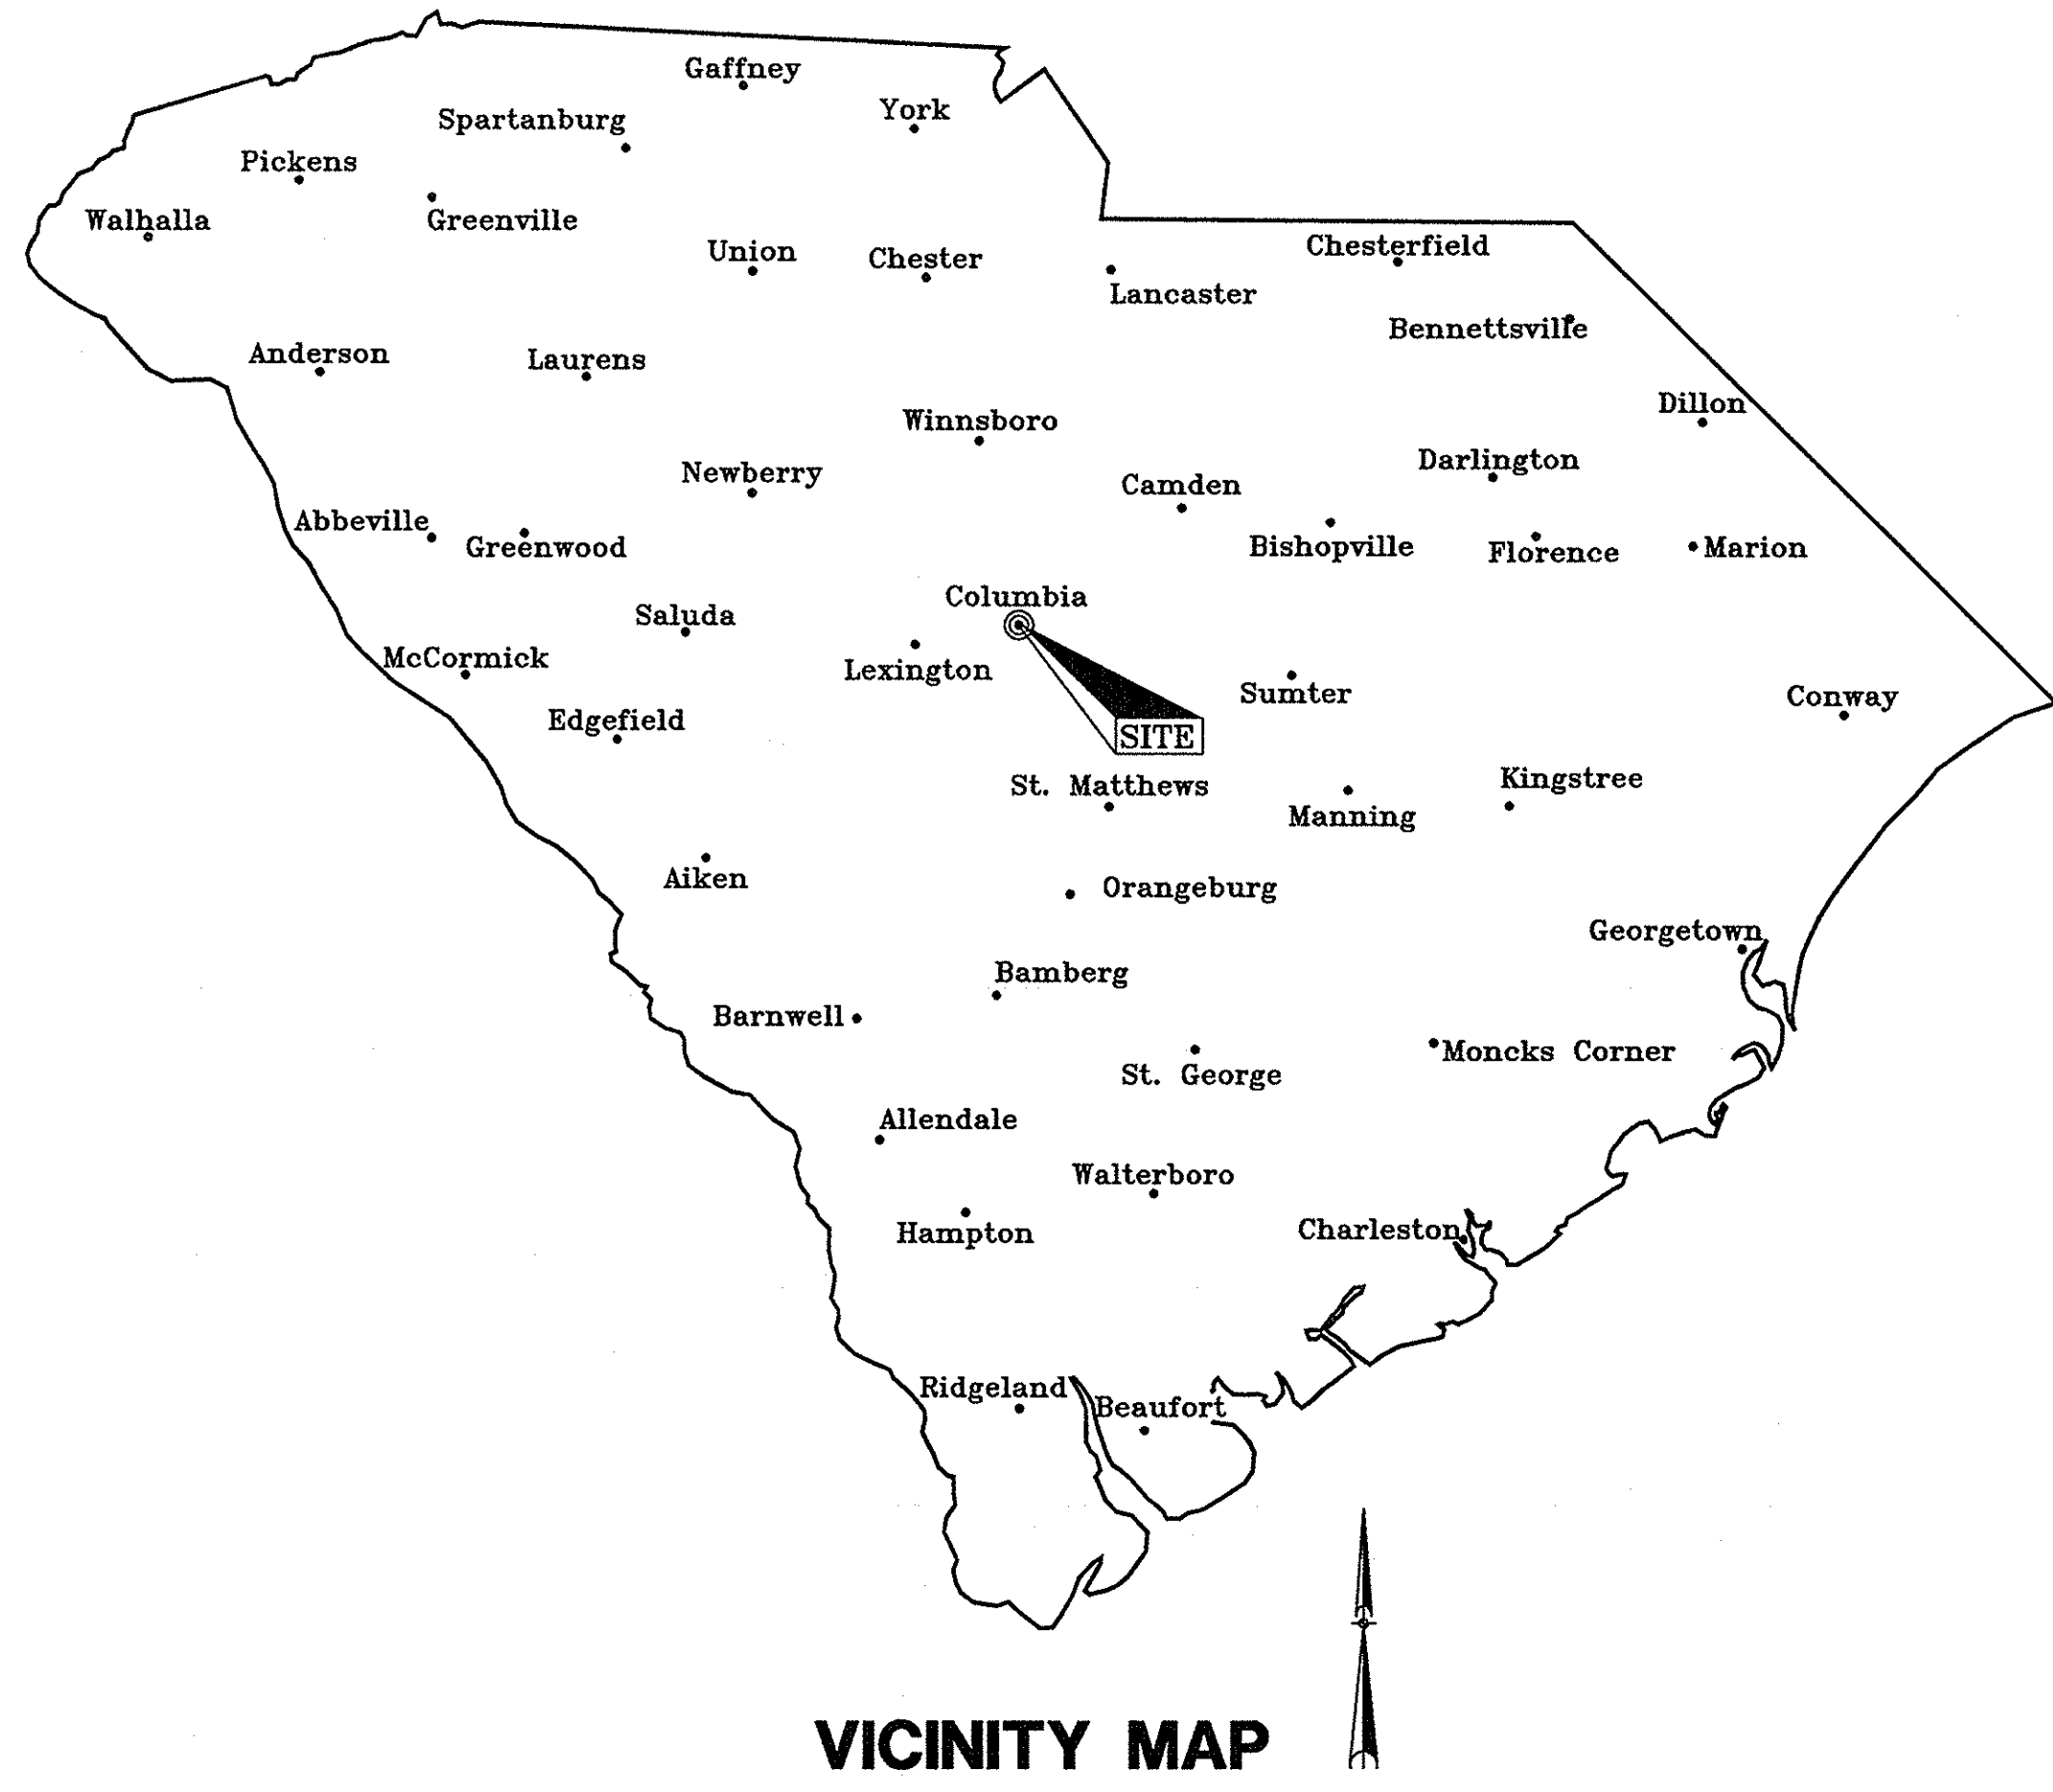 Gaffney
York
Spartanburg
Pickens
Walhalla
Greenville
Union
Chester
Chesterfield
Lancaster
Bennettsville
Anderson
Laurens
Dillon
Winnsboro
Newberry
Darlington
Camden
Abbeville
Greenwood
Bishopville
Florence
Marion
Columbia
Saluda
McCormick
Lexington
Sumter
Conway
Edgefield
SITE
St. Matthews
Kingstree
Manning
Aiken
Orangeburg
Georgetown
Bamberg
Barnwell
Moncks Corner
St. George
Allendale
Walterboro
Hampton
Charleston
Ridgeland
Beaufort
VICINITY MAP